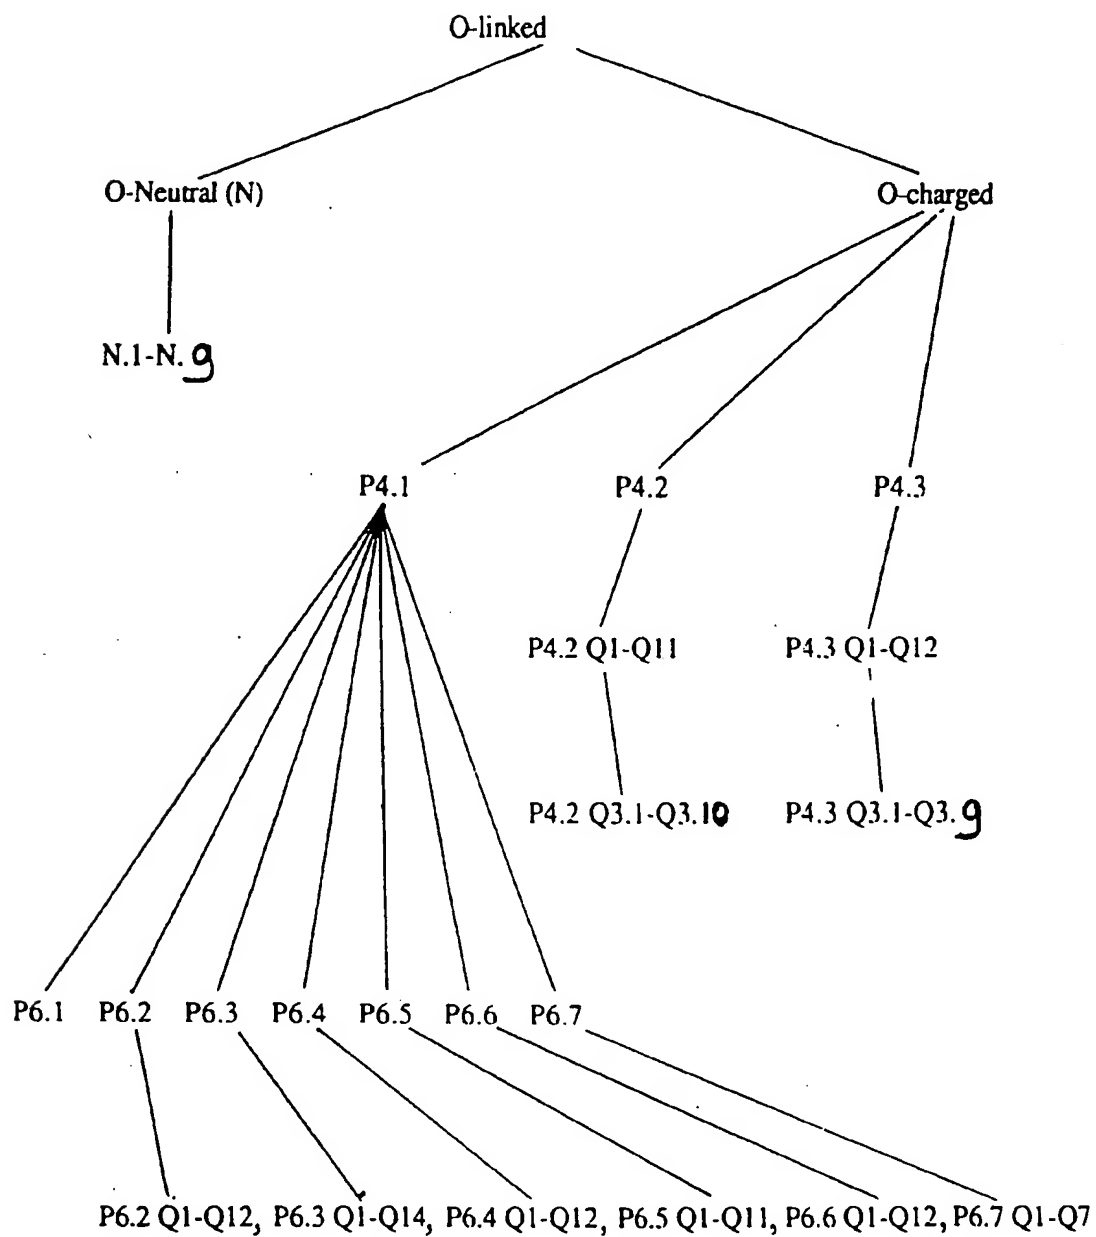 O-linked
O-Neutral (N) O-charged
N.1-N.9
P4.1 P4.2 P4.3
P4.2 Q1-Q11 P4.3 Q1-Q12
P4.2 Q3.1-Q3.10 P4.3 Q3.1-Q3.9
P6.1 P6.2 P6.3 P6.4 P6.5 P6.6 P6.7
P6.2 Q1-Q12, P6.3 Q1-Q14, P6.4 Q1-Q12, P6.5 Q1-Q11, P6.6 Q1-Q12, P6.7 Q1-Q7